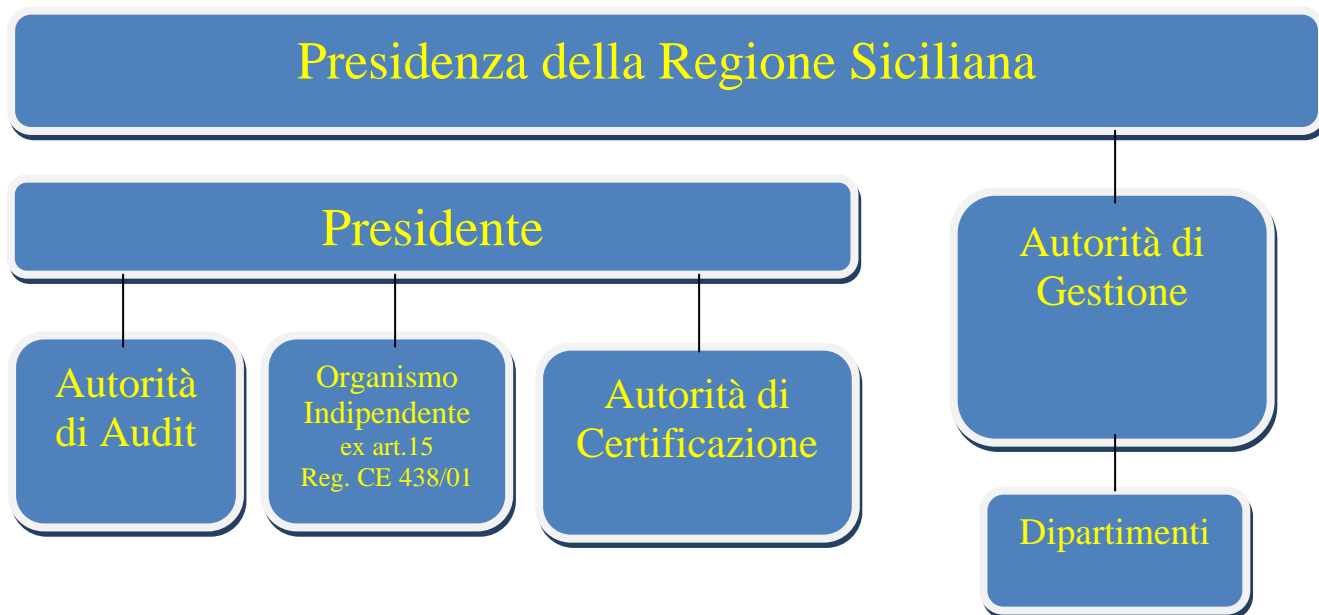 Presidenza della Regione Siciliana
Presidente
Autorità
di Audit
Organismo
Indipendente
ex art.15
Reg. CE 438/01
Autorità di
Certificazione
Autorità di
Gestione
Dipartimenti